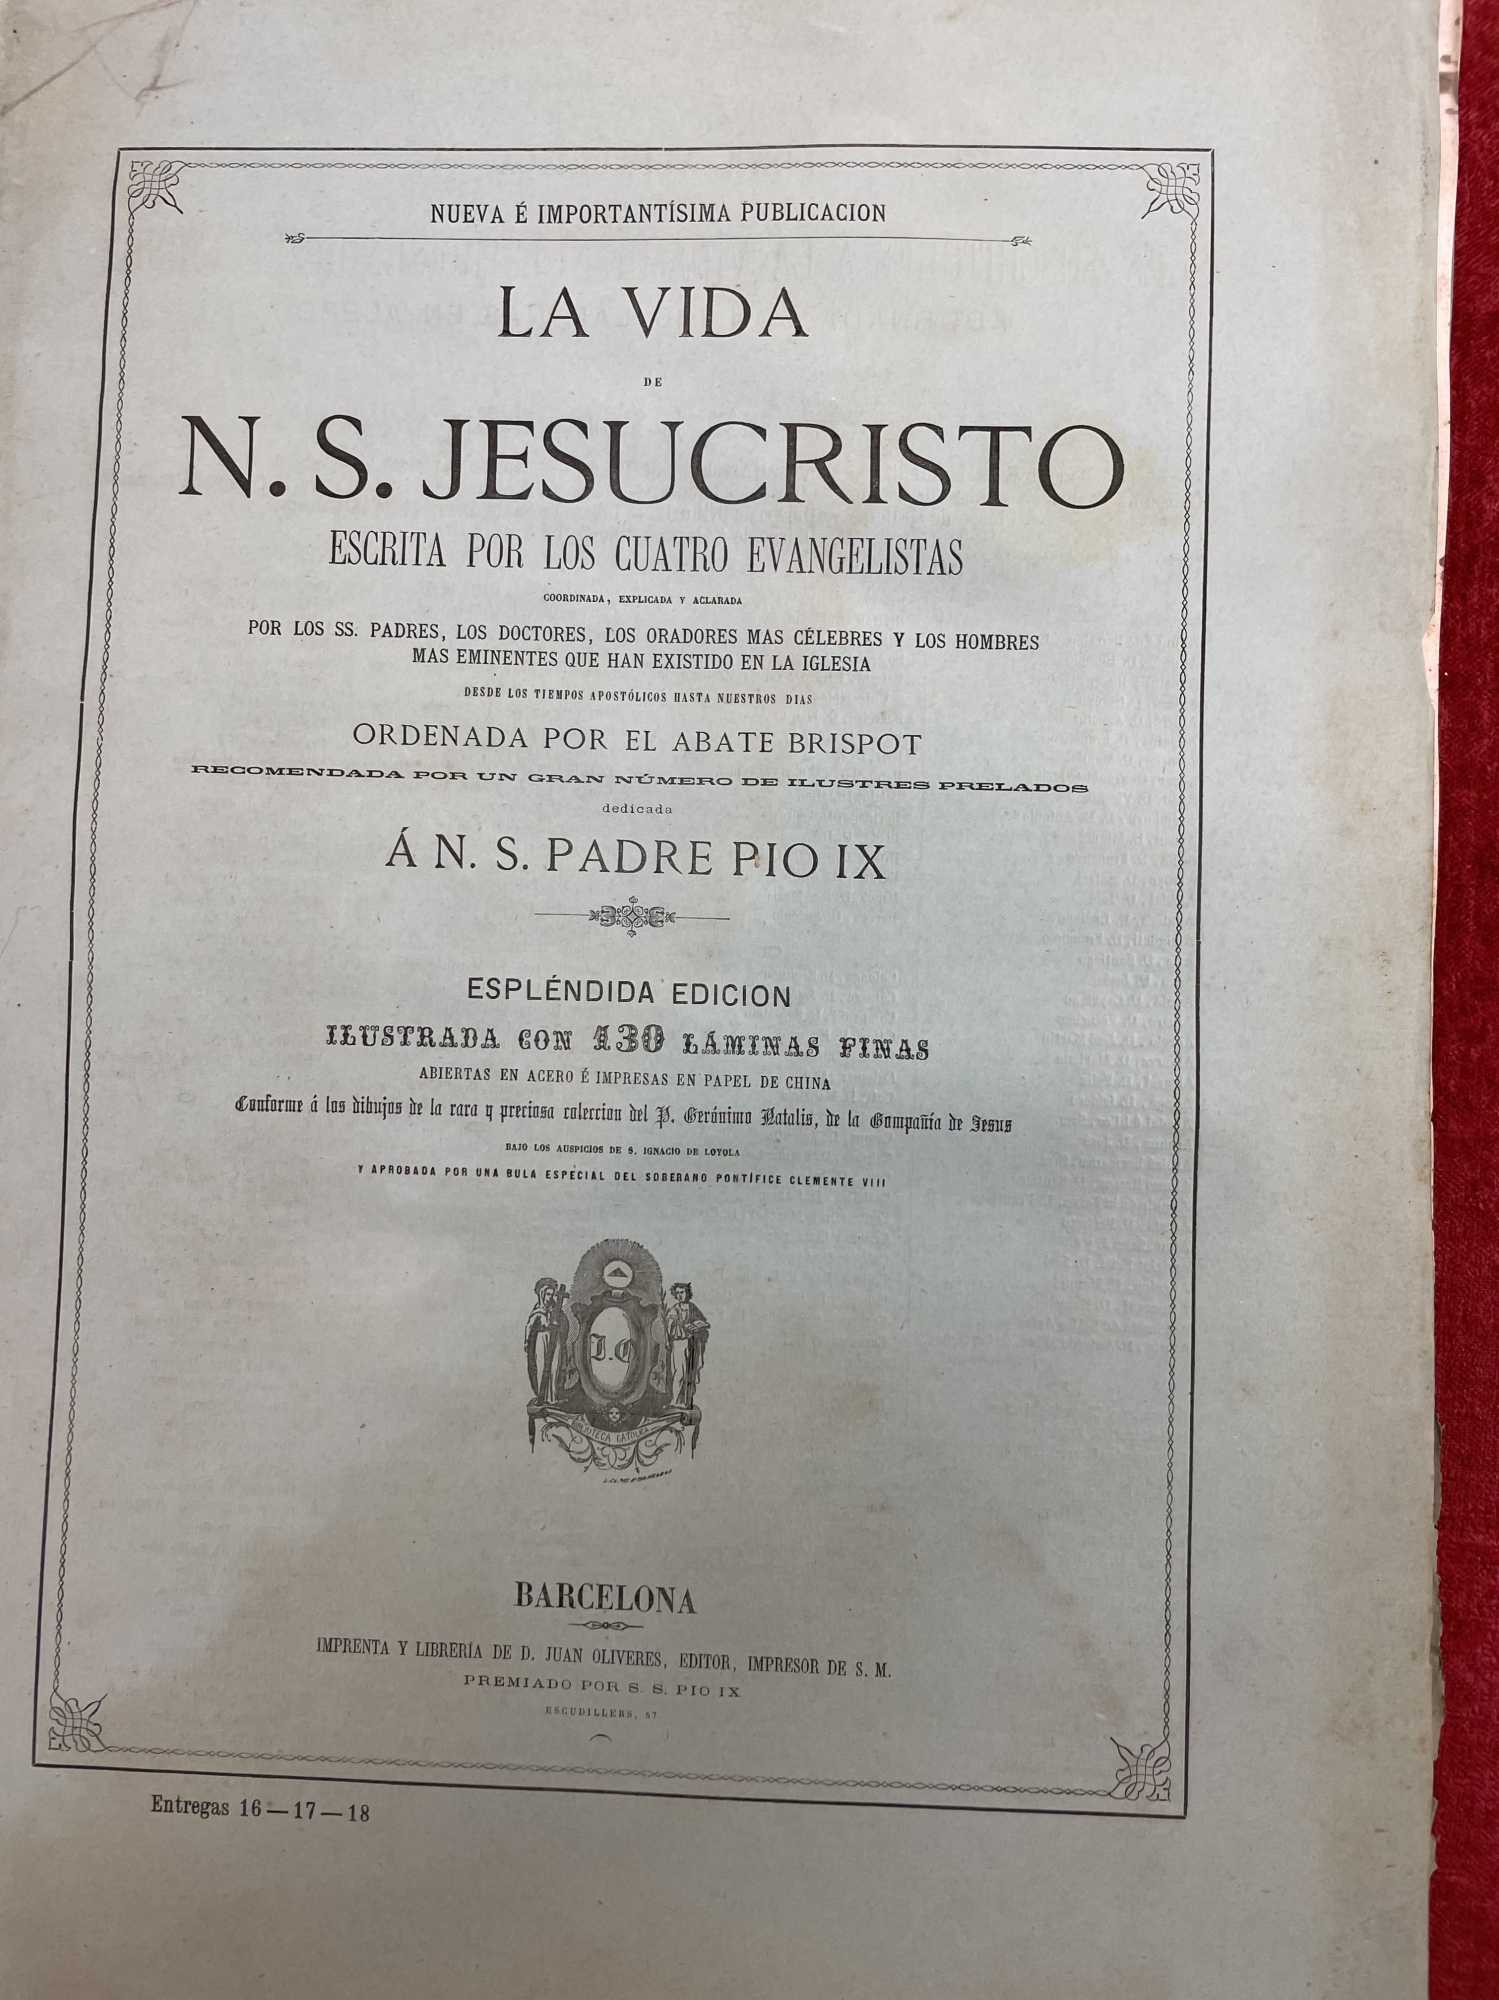 NUEVA É IMPORTANTÍSIMA PUBLICACION
LA VIDA
DE
N. S. JESUCRISTO
ESCRITA POR LOS CUATRO EVANGELISTAS
COORDINADA, EXPLICADA Y ACLARADA
POR LOS SS. PADRES, LOS DOCTORES, LOS ORADORES MAS CÉLEBRES Y LOS HOMBRES
MAS EMINENTES QUE HAN EXISTIDO EN LA IGLESIA
DESDE LOS TIEMPOS APOSTÓLICOS HASTA NUESTROS DIAS
ORDENADA POR EL ABATE BRISPOT
RECOMENDADA POR UN GRAN NÚMERO DE ILUSTRES PRELADOS
dedicada
Á N. S. PADRE PIO IX
ESPLÉNDIDA EDICION
ILUSTRADA CON 130 LÁMINAS FINAS
ABIERTAS EN ACERO É IMPRESAS EN PAPEL DE CHINA
Conforme á los dibujos de la rara y preciosa coleccion del P. Gerónimo Natalis, de la Compañía de Jesus
BAJO LOS AUSPICIOS DE S. IGNACIO DE LOYOLA
Y APROBADA POR UNA BULA ESPECIAL DEL SOBERANO PONTÍFICE CLEMENTE VIII
BIBLIOTECA CATOLICA
BARCELONA
IMPRENTA Y LIBRERÍA DE D. JUAN OLIVERES, EDITOR, IMPRESOR DE S. M.
PREMIADO POR S. S. PIO IX
ESCUDILLERS, 57
Entregas 16—17—18